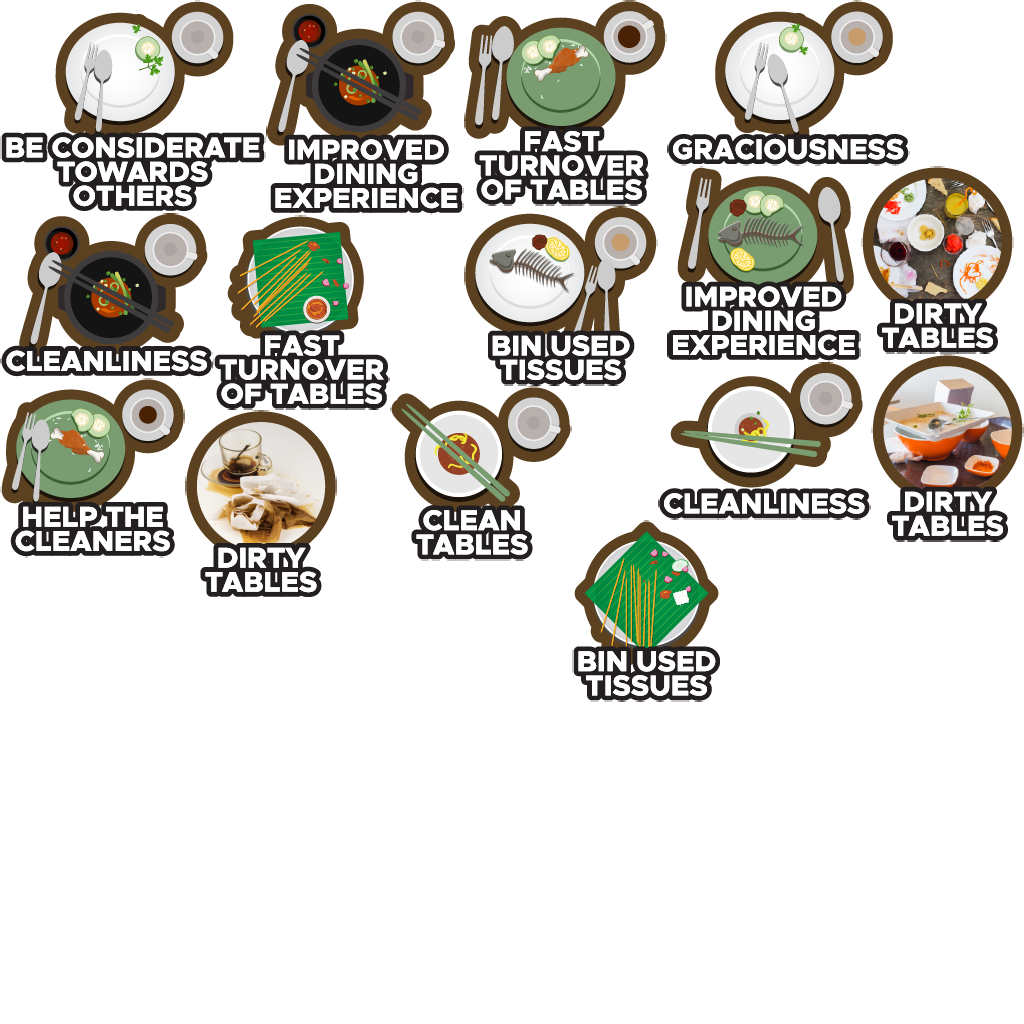 BE CONSIDERATE
TOWARDS
OTHERS
IMPROVED
DINING
EXPERIENCE
FAST
TURNOVER
OF TABLES
GRACIOUSNESS
CLEANLINESS
FAST
TURNOVER
OF TABLES
BIN USED
TISSUES
IMPROVED
DINING
EXPERIENCE
DIRTY
TABLES
HELP THE
CLEANERS
DIRTY
TABLES
CLEAN
TABLES
CLEANLINESS
DIRTY
TABLES
BIN USED
TISSUES